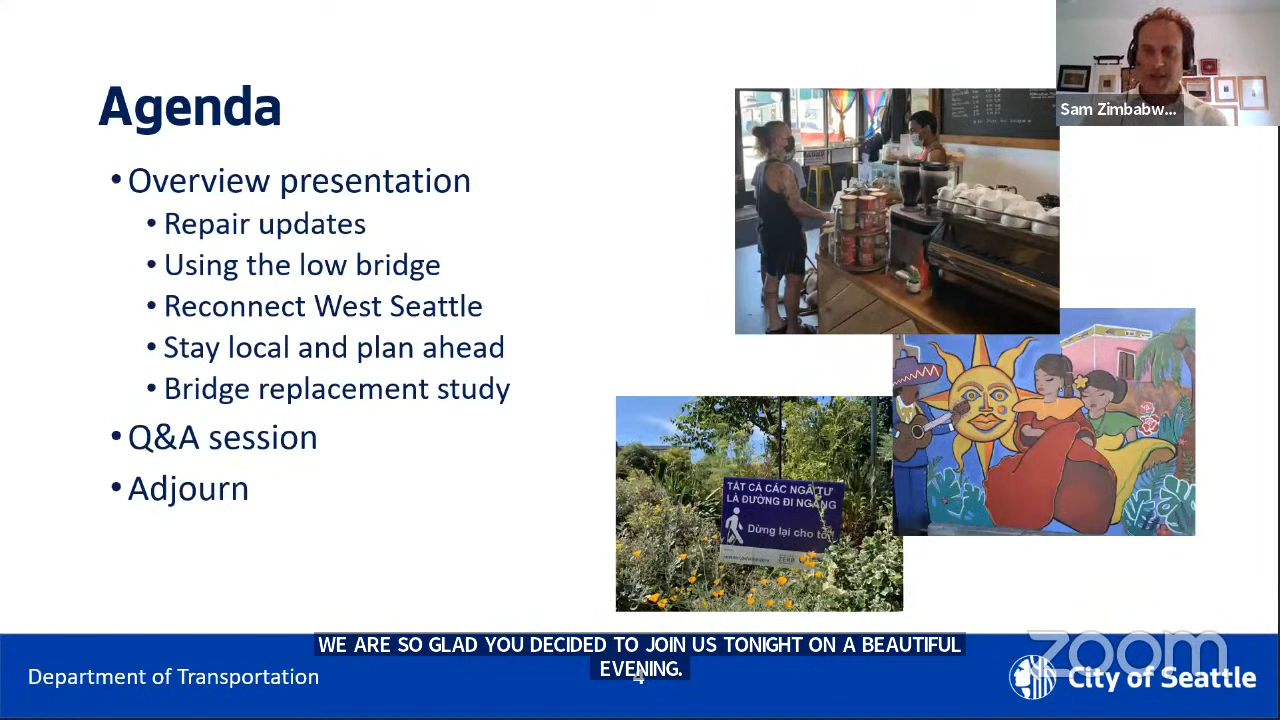 Agenda
• Overview presentation
• Repair updates
• Using the low bridge
• Reconnect West Seattle
• Stay local and plan ahead
• Bridge replacement study
• Q&A session
• Adjourn
Sam Zimbabw...
TẤT CẢ CÁC NGÃ TƯ
LÀ ĐƯỜNG ĐI NGANG
Dừng lại cho tôi!
WE ARE SO GLAD YOU DECIDED TO JOIN US TONIGHT ON A BEAUTIFUL
EVENING.
4
Department of Transportation
zoom
City of Seattle